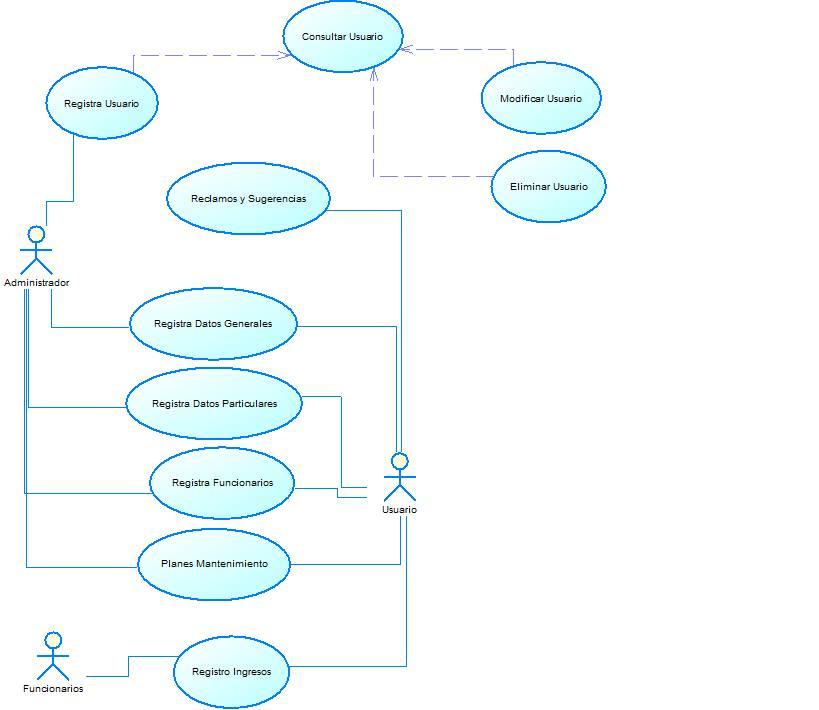 Consultar Usuario
Registra Usuario
Modificar Usuario
Eliminar Usuario
Reclamos y Sugerencias
Administrador
Registra Datos Generales
Registra Datos Particulares
Registra Funcionarios
Usuario
Planes Mantenimiento
Registro Ingresos
Funcionarios